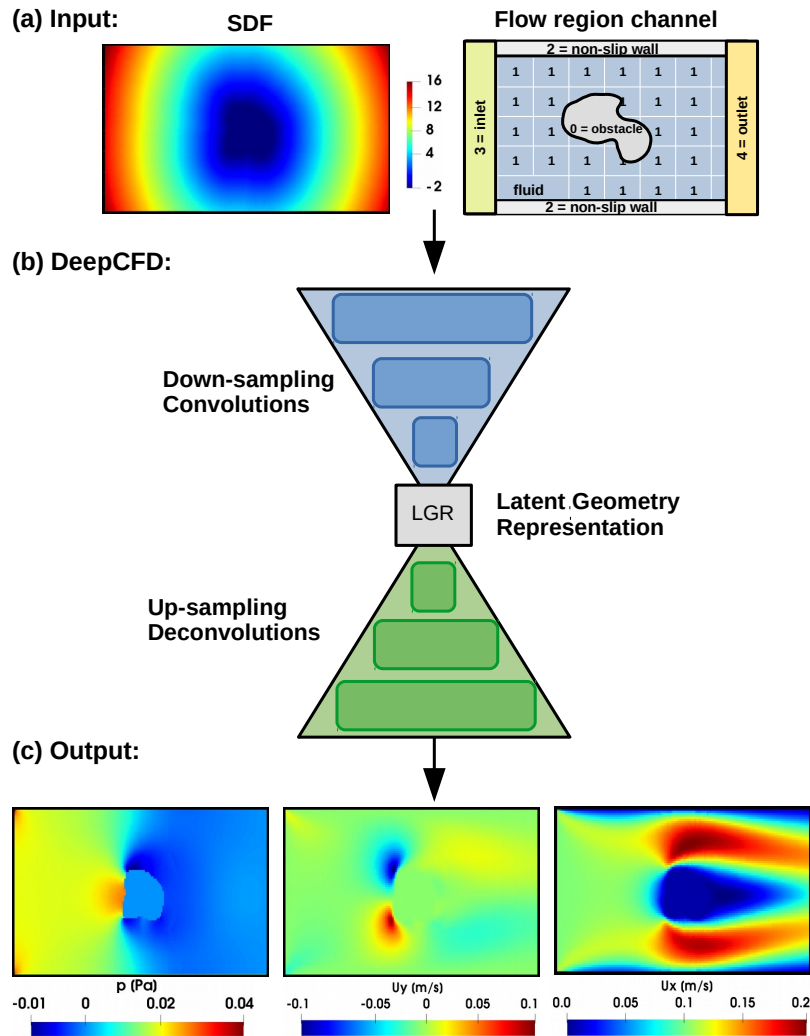 (a) Input:
SDF
Flow region channel
16
12
8
4
-2
2 = non-slip wall
3 = inlet
4 = outlet
1 1 1 1 1 1
1 1 1 1 1
1 1 1 1
0 = obstacle
1 1 1 1 1
fluid 1 1 1 1
2 = non-slip wall
(b) DeepCFD:
Down-sampling
Convolutions
LGR
Latent Geometry
Representation
Up-sampling
Deconvolutions
(c) Output:
p (Pa)
-0.01 0 0.02 0.04
Uy (m/s)
-0.1 -0.05 0 0.05 0.1
Ux (m/s)
0.0 0.05 0.1 0.15 0.2